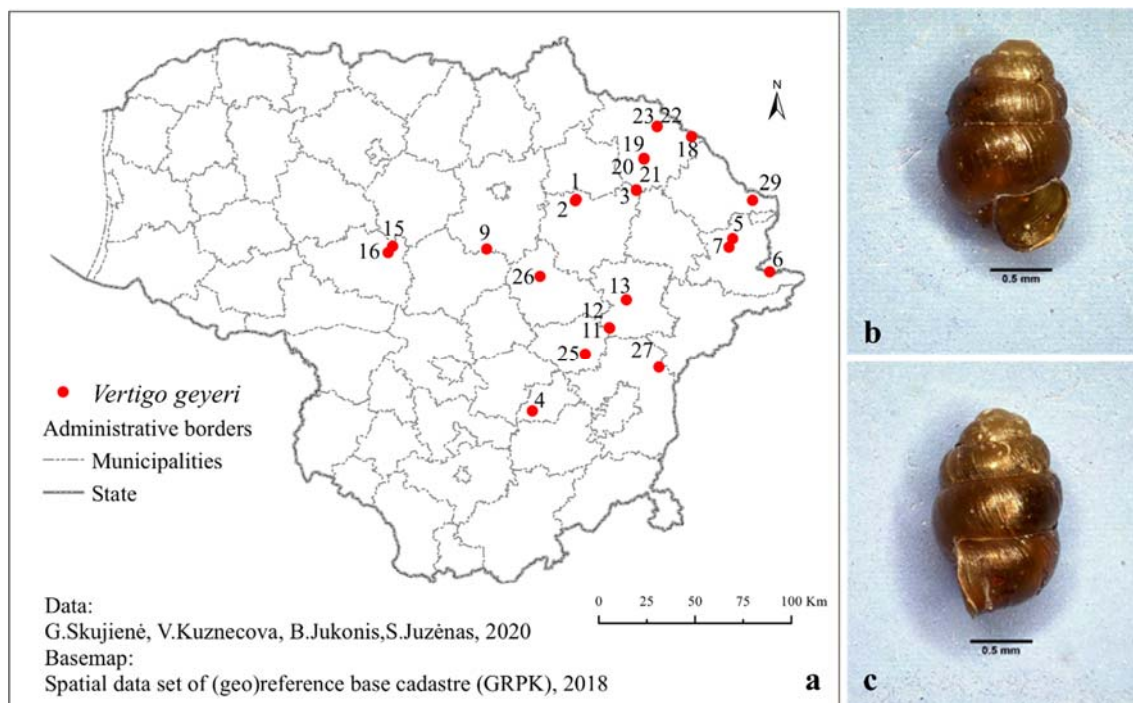 N
23 22
18
19
20
21
3
1
2
29
5
7
6
15
16
9
26
13
12
11
25
27
4
Vertigo geyeri
Administrative borders
Municipalities
State
Data:
G.Skujienė, V.Kuznecova, B.Jukonis,S.Juzėnas, 2020
Basemap:
Spatial data set of (geo)reference base cadastre (GRPK), 2018
0 25 50 75 100 Km
a
0.5 mm
b
0.5 mm
c